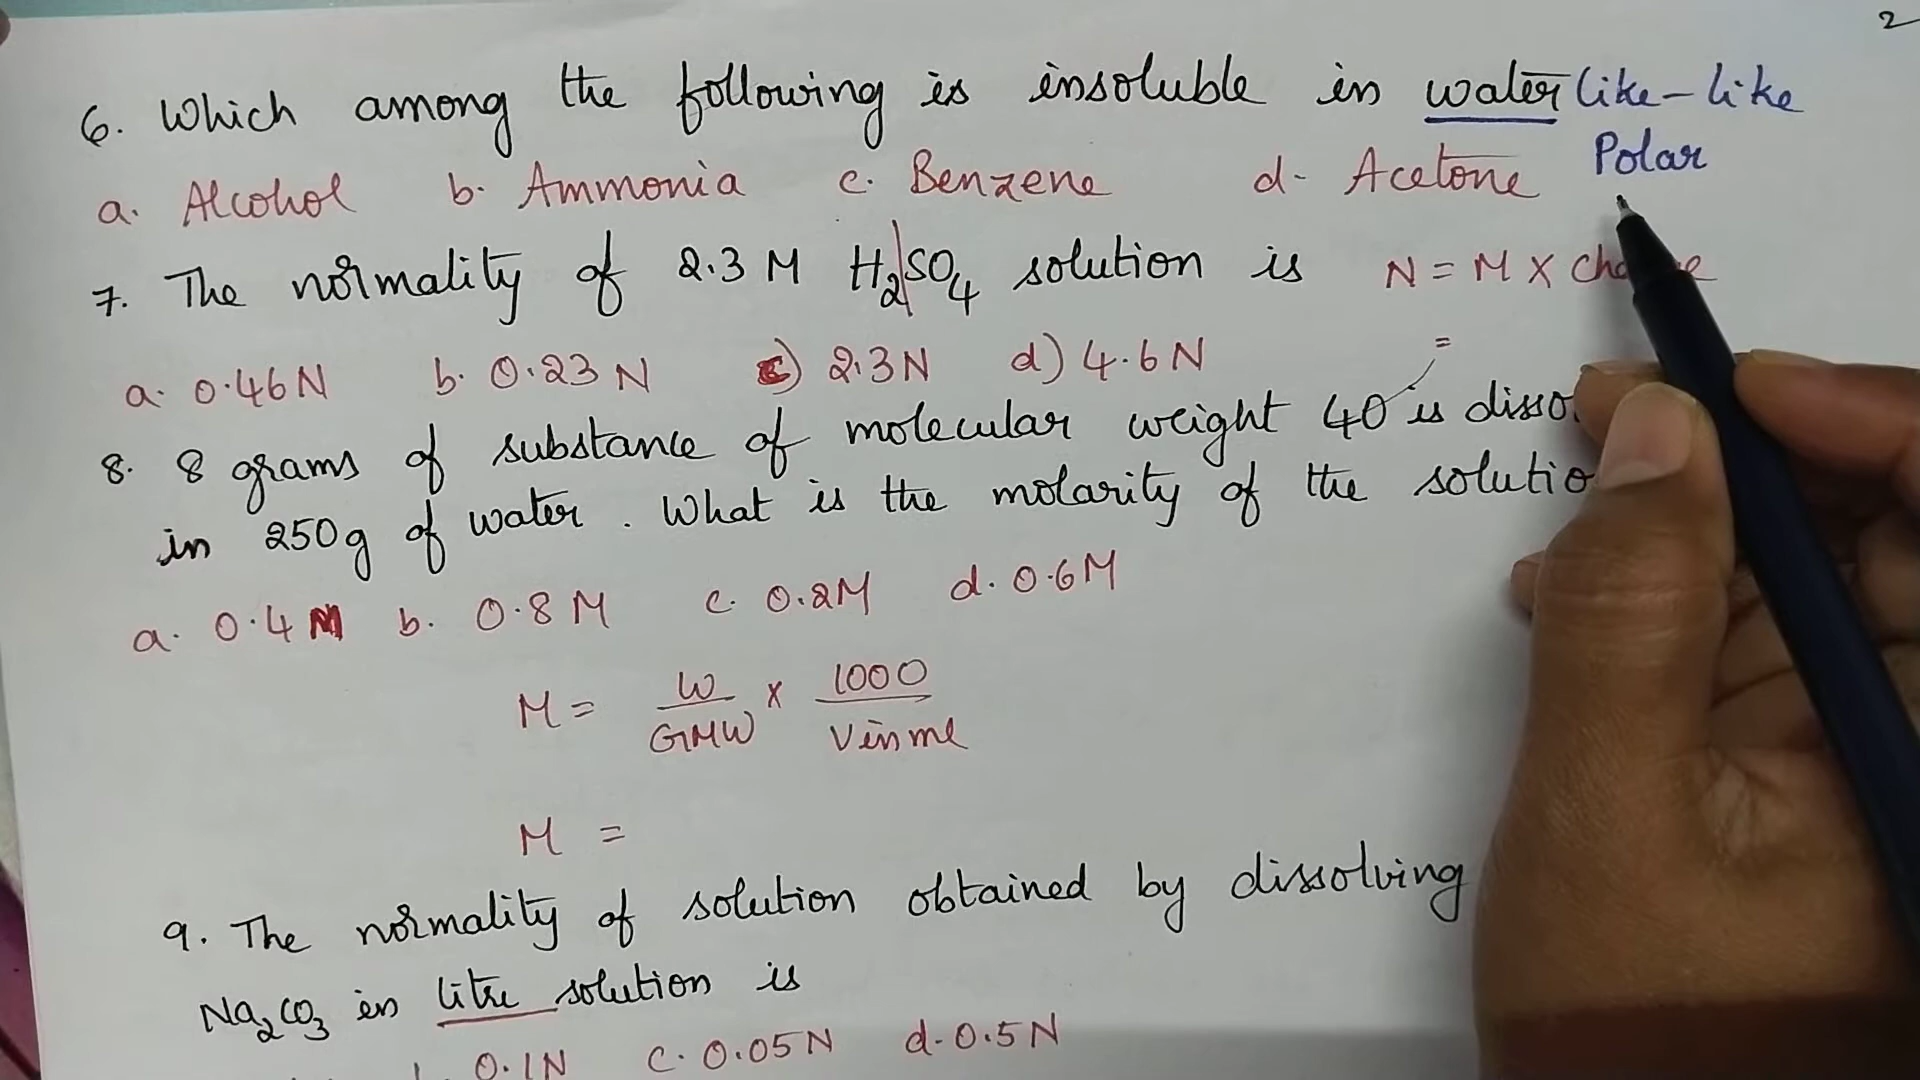 2
6. Which among the following is insoluble in water like-like
Polar
a. Alcohol b. Ammonia c. Benzene d- Acetone
7. The normality of 2.3 M H2SO4 solution is N = M X
a. 0.46N b. 0.23 N c) 2.3N d) 4.6N
=
8. 8 grams of substance of molecular weight 40 is
in 250g of water. What is the molarity of the
a. 0.4 M b. 0.8 M c. 0.2M d. 0.6M
M = W/GMW x 1000/V in ml
M =
9. The normality of solution obtained by dissolving
Na2CO3 in litre solution is
0.1N c. 0.05N d. 0.5N